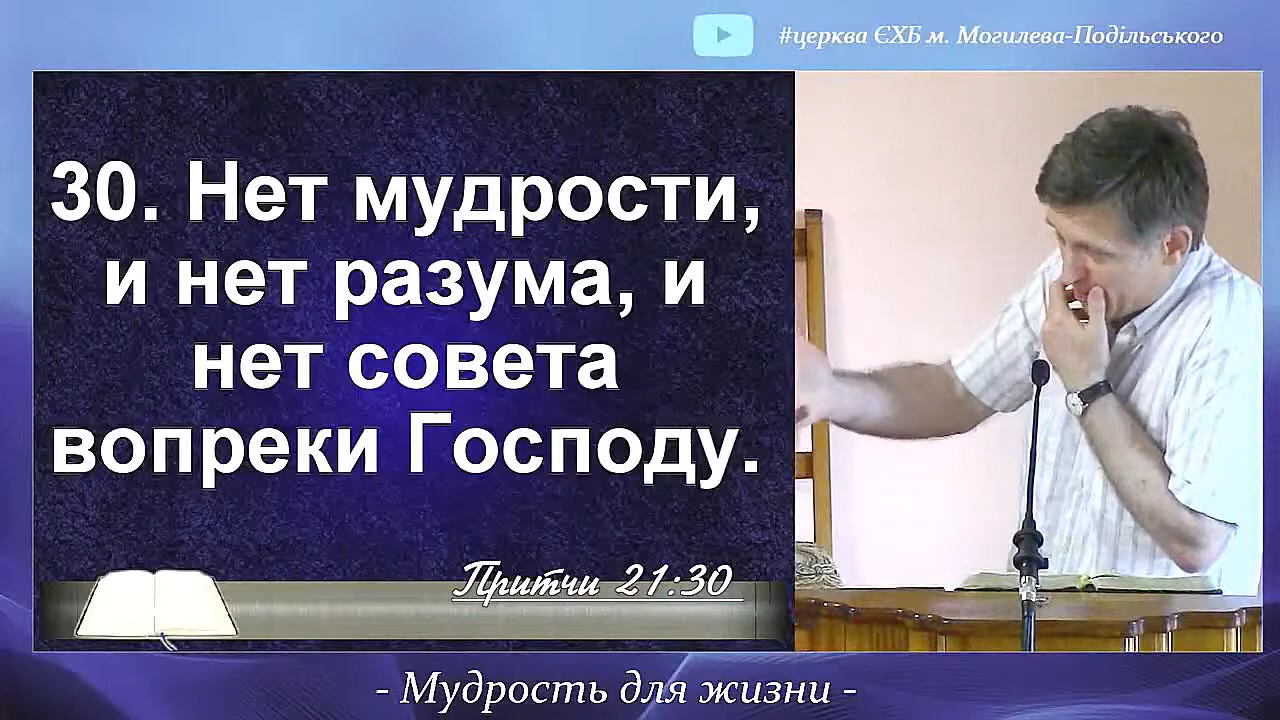 #церква ЄХБ м. Могилева-Подільського
30. Нет мудрости,
и нет разума, и
нет совета
вопреки Господу.
Притчи 21:30
- Мудрость для жизни -